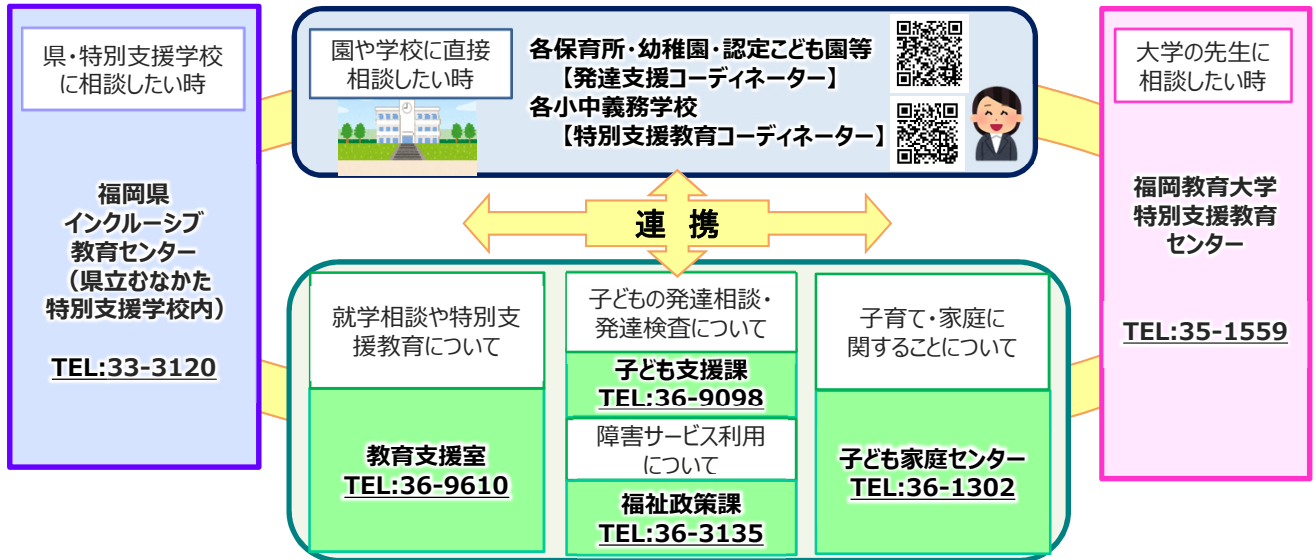 県・特別支援学校
に相談したい時
福岡県
インクルーシブ
教育センター
（県立むなかた
特別支援学校内）
TEL:33-3120
園や学校に直接
相談したい時
各保育所・幼稚園・認定こども園等
【発達支援コーディネーター】
各小中義務学校
【特別支援教育コーディネーター】
大学の先生に
相談したい時
福岡教育大学
特別支援教育
センター
TEL:35-1559
連 携
就学相談や特別支
援教育について
教育支援室
TEL:36-9610
子どもの発達相談・
発達検査について
子ども支援課
TEL:36-9098
障害サービス利用
について
福祉政策課
TEL:36-3135
子育て・家庭に
関することについて
子ども家庭センター
TEL:36-1302